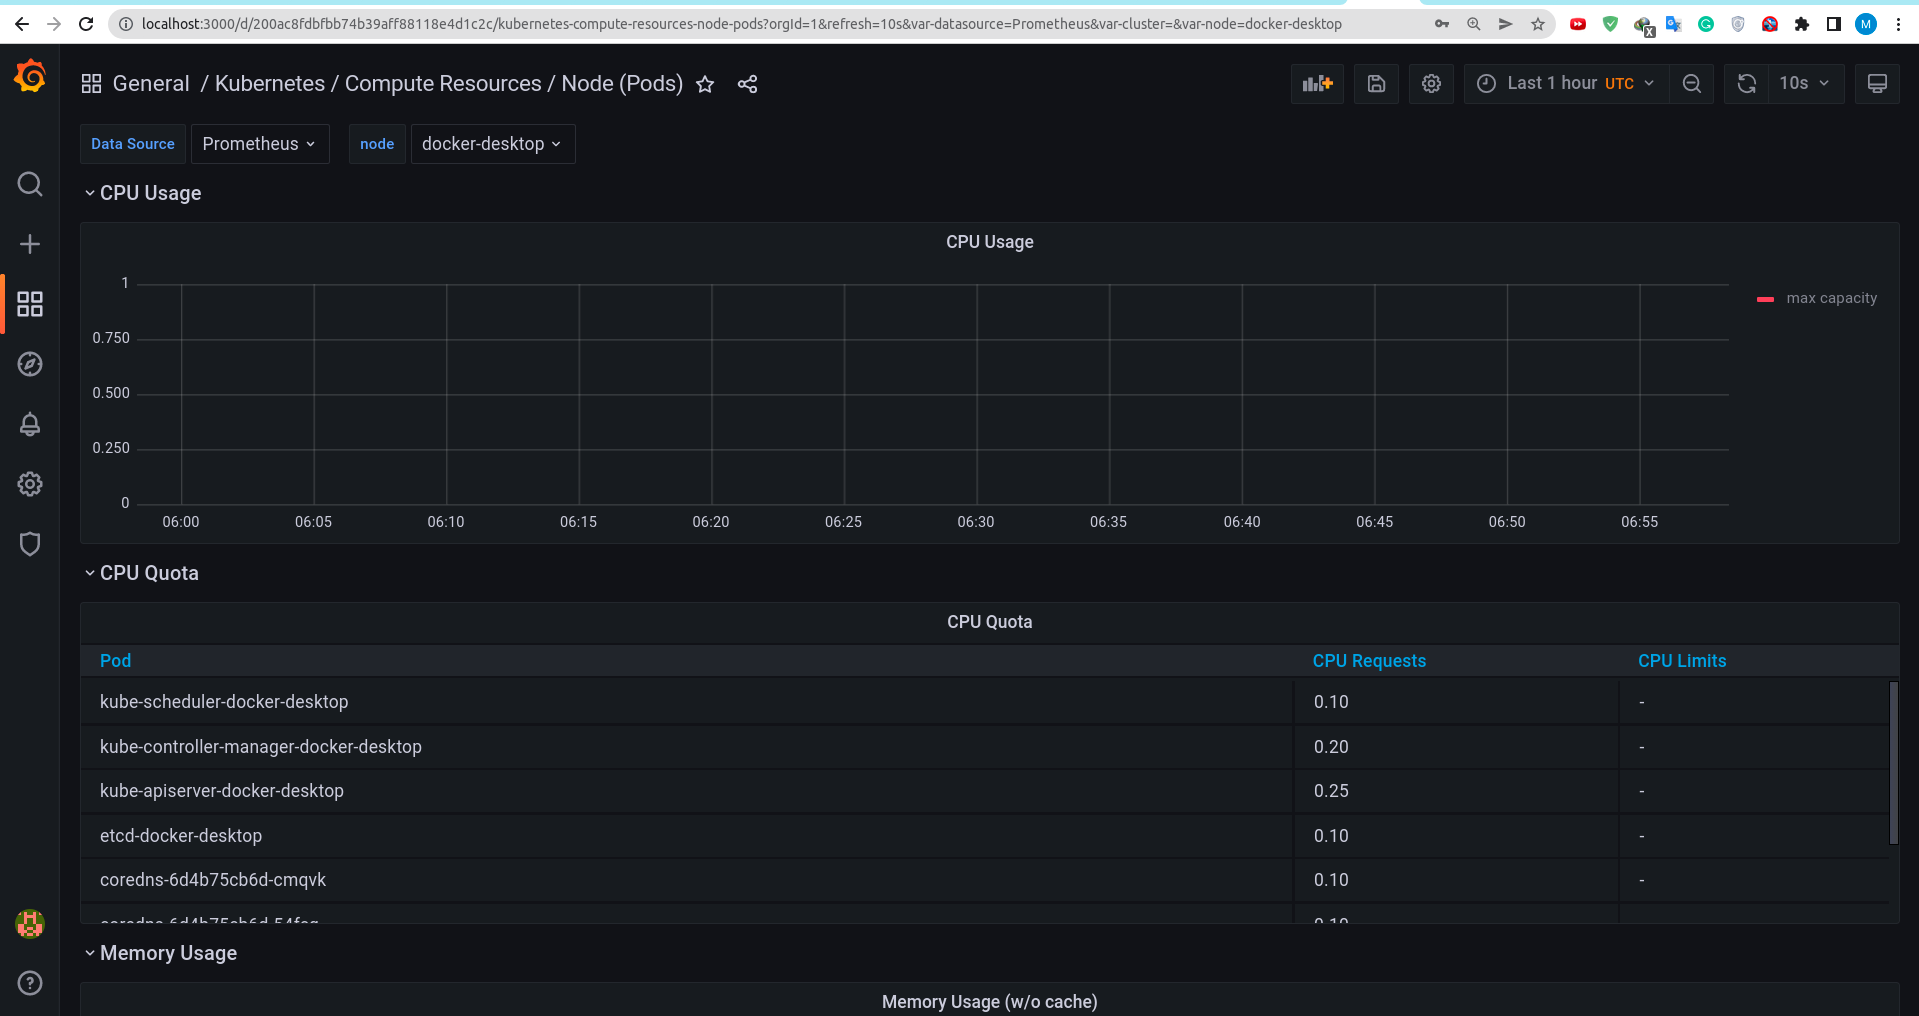 localhost:3000/d/200ac8fdbfbb74b39aff88118e4d1c2c/kubernetes-compute-resources-node-pods?orgId=1&refresh=10s&var-datasource=Prometheus&var-cluster=&var-node=docker-desktop
X
M
General / Kubernetes / Compute Resources / Node (Pods)
Last 1 hour UTC
10s
Data Source
Prometheus
node
docker-desktop
CPU Usage
CPU Usage
1
0.750
0.500
0.250
0
06:00
06:05
06:10
06:15
06:20
06:25
06:30
06:35
06:40
06:45
06:50
06:55
max capacity
CPU Quota
CPU Quota
Pod CPU Requests CPU Limits
kube-scheduler-docker-desktop 0.10 -
kube-controller-manager-docker-desktop 0.20 -
kube-apiserver-docker-desktop 0.25 -
etcd-docker-desktop 0.10 -
coredns-6d4b75cb6d-cmqvk 0.10 -
0.10
Memory Usage
Memory Usage (w/o cache)